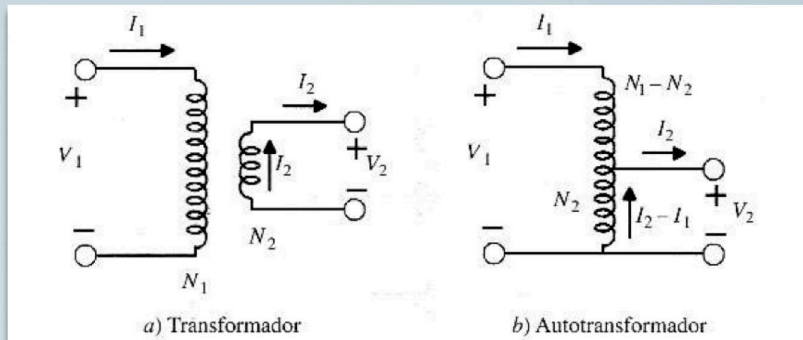 I₁
+
V₁
−
N₁
I₂
I₂
+
V₂
−
N₂
a) Transformador
I₁
+
V₁
−
N₁ − N₂
I₂
N₂
I₂ − I₁
+
V₂
−
b) Autotransformador